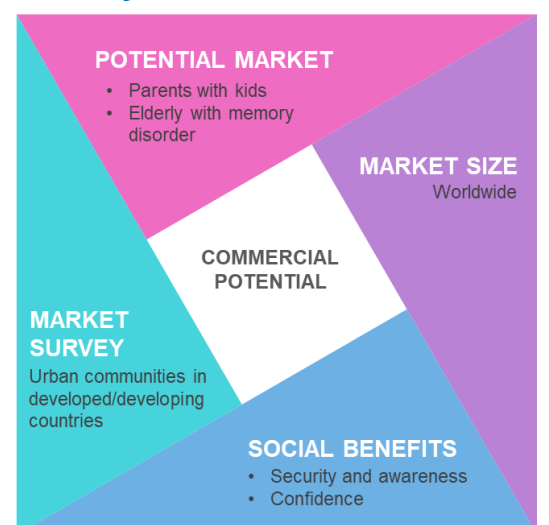 POTENTIAL MARKET
• Parents with kids
• Elderly with memory
disorder
MARKET SIZE
Worldwide
COMMERCIAL
POTENTIAL
MARKET
SURVEY
Urban communities in
developed/developing
countries
SOCIAL BENEFITS
• Security and awareness
• Confidence